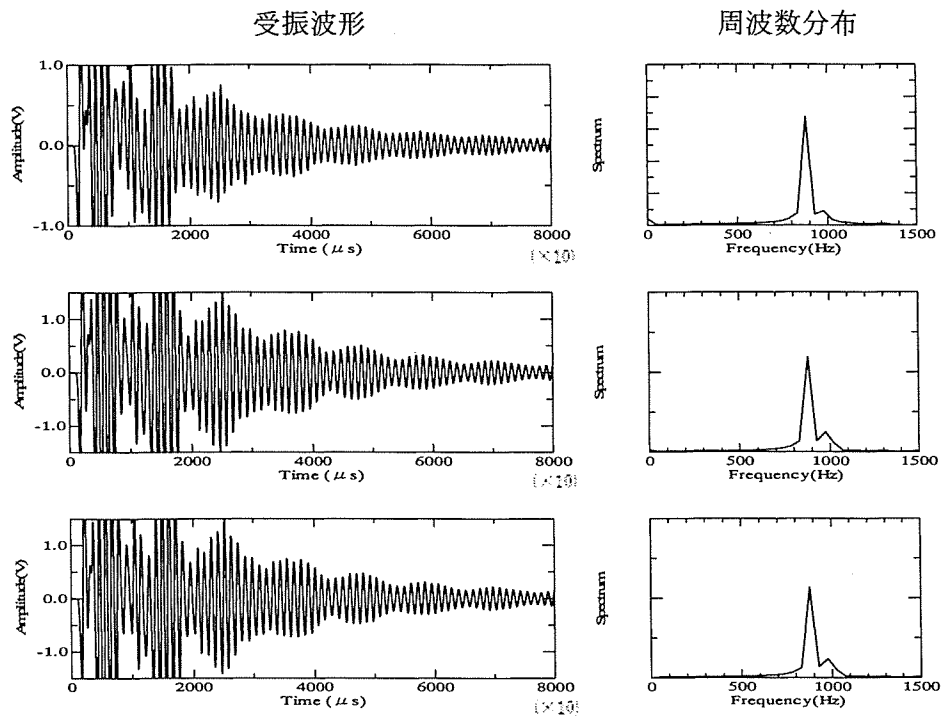 受振波形
周波数分布
Amplitude(V)
1.0
0.0
-1.0
0 2000 4000 6000 8000
Time (μs)
(×10)
Spectrum
0 500 1000 1500
Frequency(Hz)
Amplitude(V)
1.0
0.0
-1.0
0 2000 4000 6000 8000
Time (μs)
(×10)
Spectrum
0 500 1000 1500
Frequency(Hz)
Amplitude(V)
1.0
0.0
-1.0
0 2000 4000 6000 8000
Time (μs)
(×10)
Spectrum
0 500 1000 1500
Frequency(Hz)